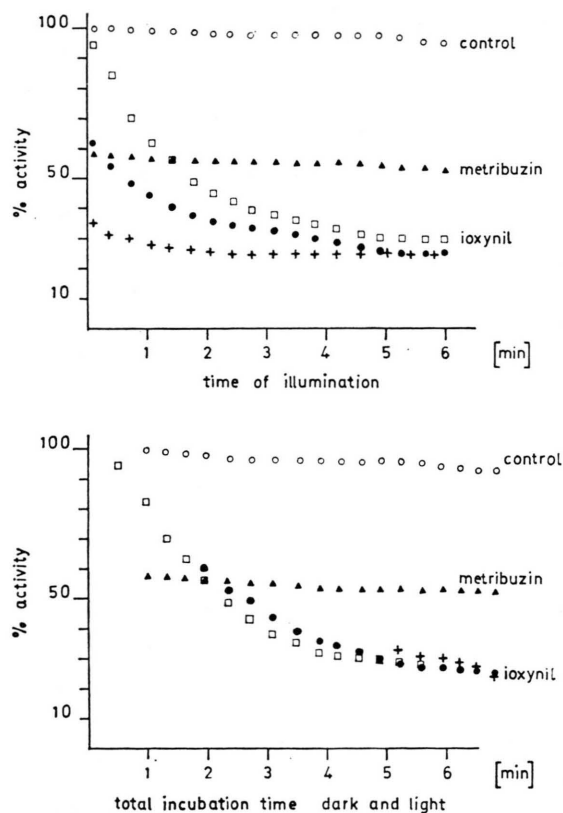 100
control
% activity
50
metribuzin
ioxynil
10
1 2 3 4 5 6 [min]
time of illumination
100
control
% activity
50
metribuzin
ioxynil
10
1 2 3 4 5 6 [min]
total incubation time dark and light